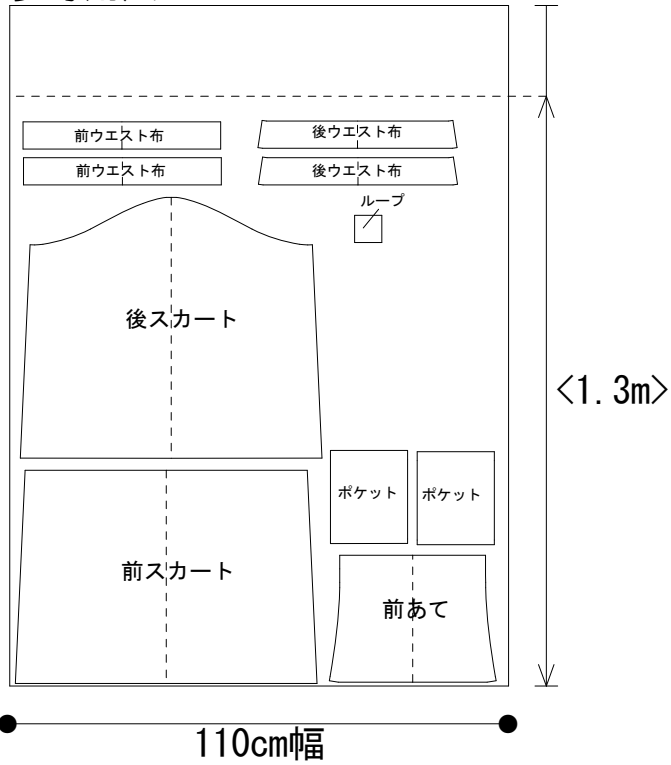 前ウエスト布
後ウエスト布
前ウエスト布
後ウエスト布
ループ
後スカート
<1.3m>
ポケット
ポケット
前スカート
前あて
110cm幅